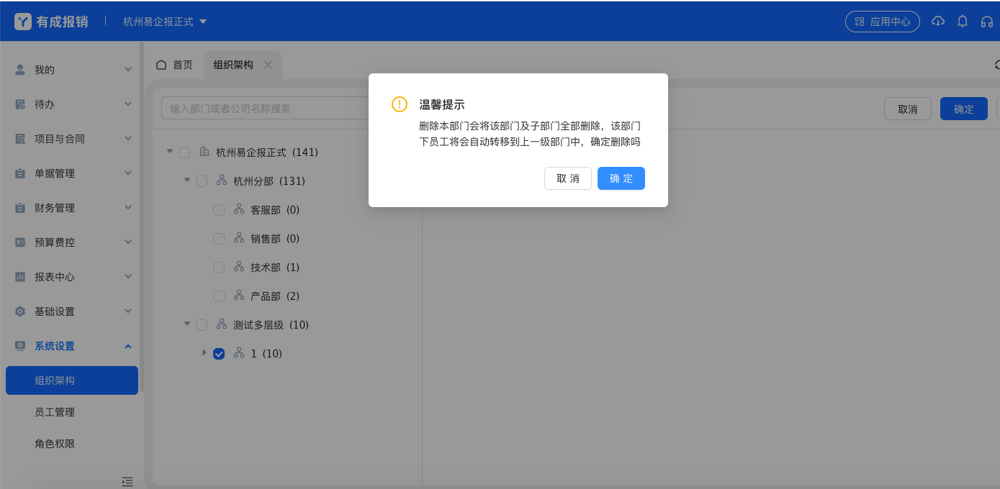 有成报销
杭州易企报正式
应用中心
我的
待办
项目与合同
单据管理
财务管理
预算费控
报表中心
基础设置
系统设置
组织架构
员工管理
角色权限
首页
组织架构
输入部门或者公司名称搜索
取消
确定
杭州易企报正式 (141)
杭州分部 (131)
客服部 (0)
销售部 (0)
技术部 (1)
产品部 (2)
测试多层级 (10)
1 (10)
温馨提示
删除本部门会将该部门及子部门全部删除，该部门
下员工将会自动转移到上一级部门中，确定删除吗
取 消
确 定